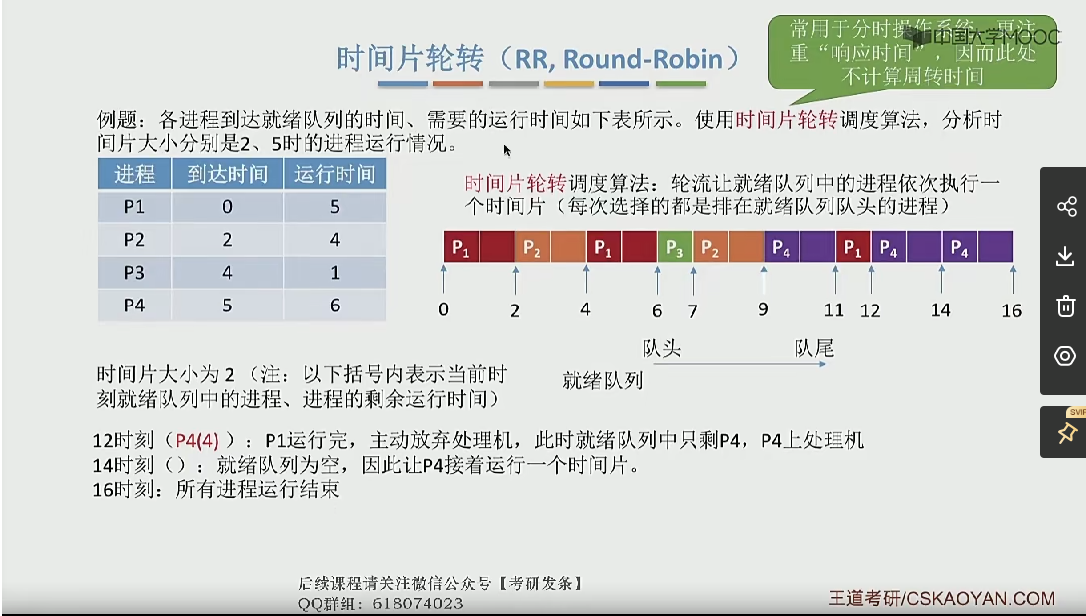 常用于分时操作系统，更注
重“响应时间”，因而此处
不计算周转时间
中国大学MOOC
时间片轮转（RR, Round-Robin）
例题：各进程到达就绪队列的时间、需要的运行时间如下表所示。使用时间片轮转调度算法，分析时
间片大小分别是2、5时的进程运行情况。
进程 到达时间 运行时间
P1 0 5
P2 2 4
P3 4 1
P4 5 6
时间片轮转调度算法：轮流让就绪队列中的进程依次执行一
个时间片（每次选择的都是排在就绪队列队头的进程）
P1 P2 P1 P3 P2 P4 P1 P4 P4
0 2 4 6 7 9 11 12 14 16
队头 队尾
就绪队列
时间片大小为 2 （注：以下括号内表示当前时
刻就绪队列中的进程、进程的剩余运行时间）
12时刻（P4(4) ）：P1运行完，主动放弃处理机，此时就绪队列中只剩P4，P4上处理机
14时刻（）：就绪队列为空，因此让P4接着运行一个时间片。
16时刻：所有进程运行结束
后续课程请关注微信公众号【考研发条】
QQ群组：618074023
王道考研/CSKAOYAN.COM
SVIP